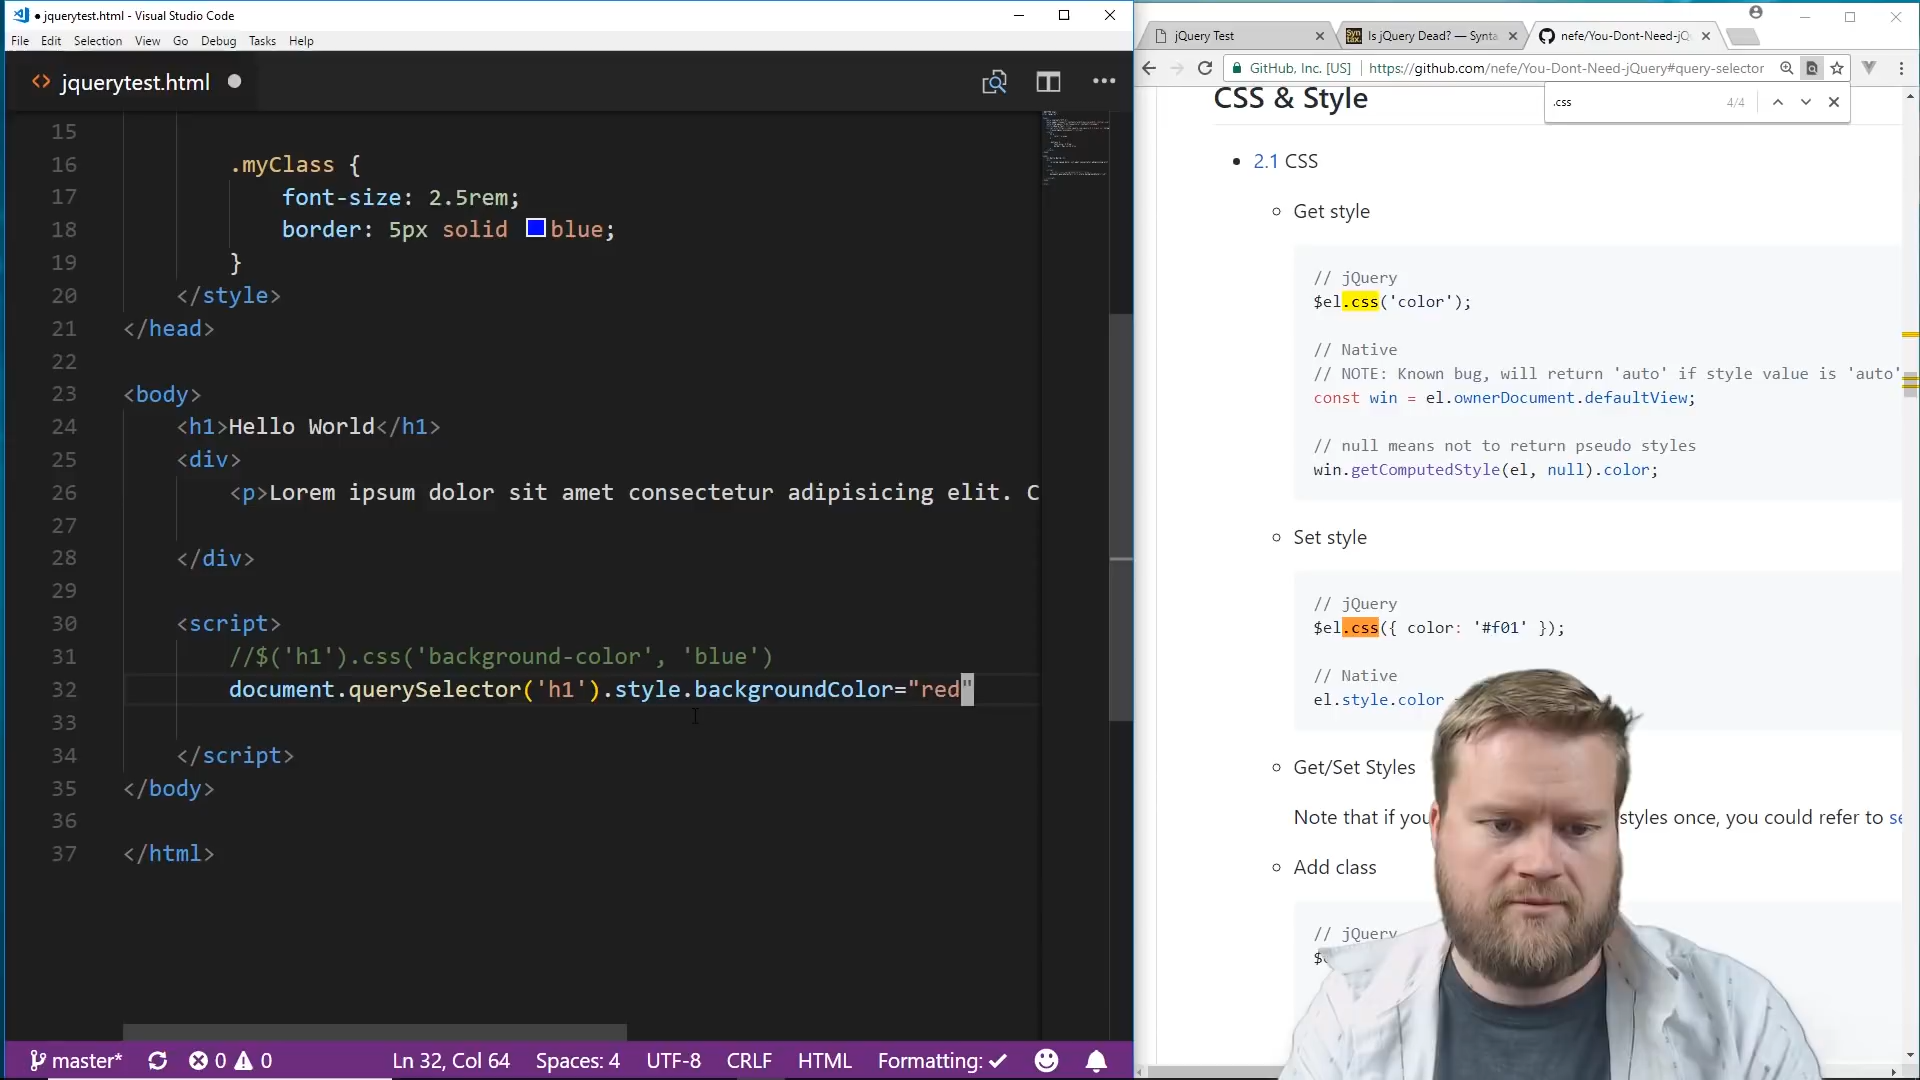 jquerytest.html - Visual Studio Code
File Edit Selection View Go Debug Tasks Help
jquerytest.html
15
16 .myClass {
17 font-size: 2.5rem;
18 border: 5px solid blue;
19 }
20 </style>
21 </head>
22
23 <body>
24 <h1>Hello World</h1>
25 <div>
26 <p>Lorem ipsum dolor sit amet consectetur adipisicing elit. C
27
28 </div>
29
30 <script>
31 //$('h1').css('background-color', 'blue')
32 document.querySelector('h1').style.backgroundColor="red"
33
34 </script>
35 </body>
36
37 </html>
master* 0 0 Ln 32, Col 64 Spaces: 4 UTF-8 CRLF HTML Formatting:
jQuery Test
Is jQuery Dead? — Synta
nefe/You-Dont-Need-jQ
GitHub, Inc. [US] https://github.com/nefe/You-Dont-Need-jQuery#query-selector
.css 4/4
CSS & Style
2.1 CSS
Get style
// jQuery
$el.css('color');
// Native
// NOTE: Known bug, will return 'auto' if style value is 'auto'
const win = el.ownerDocument.defaultView;
// null means not to return pseudo styles
win.getComputedStyle(el, null).color;
Set style
// jQuery
$el.css({ color: '#f01' });
// Native
el.style.color
Get/Set Styles
Note that if you styles once, you could refer to se
Add class
// jQuery
$